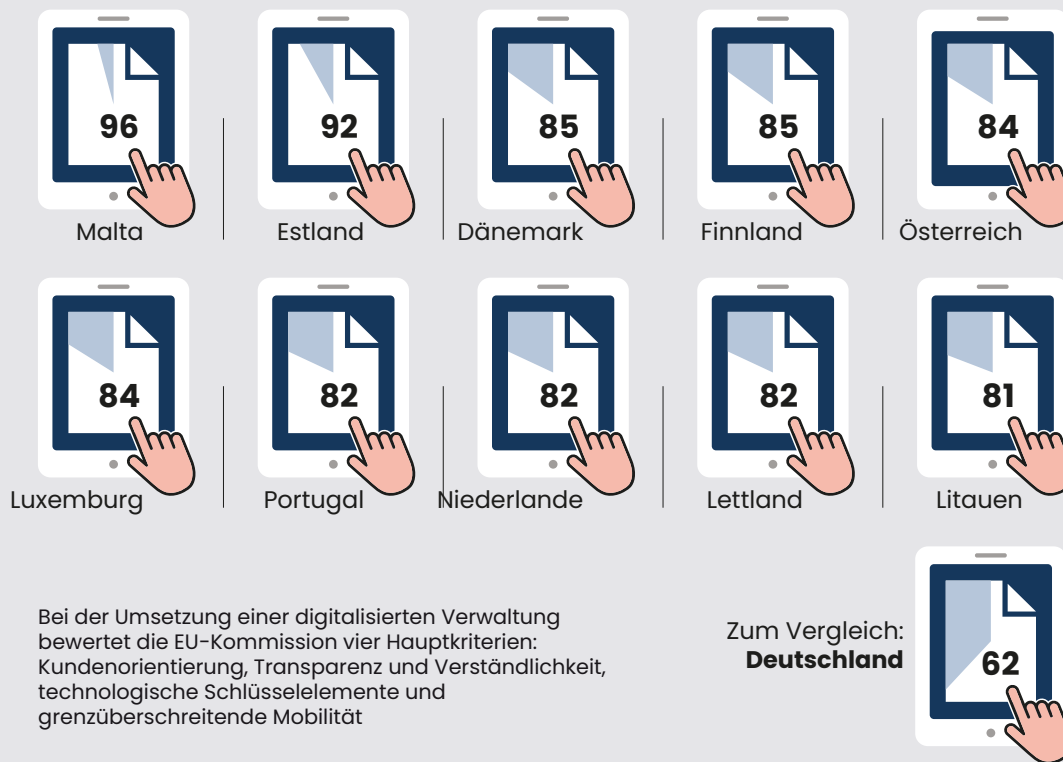 96
92
85
85
84
Malta
Estland
Dänemark
Finnland
Österreich
84
82
82
82
81
Luxemburg
Portugal
Niederlande
Lettland
Litauen
Bei der Umsetzung einer digitalisierten Verwaltung
bewertet die EU-Kommission vier Hauptkriterien:
Kundenorientierung, Transparenz und Verständlichkeit,
technologische Schlüsselelemente und
grenzüberschreitende Mobilität
Zum Vergleich:
Deutschland
62